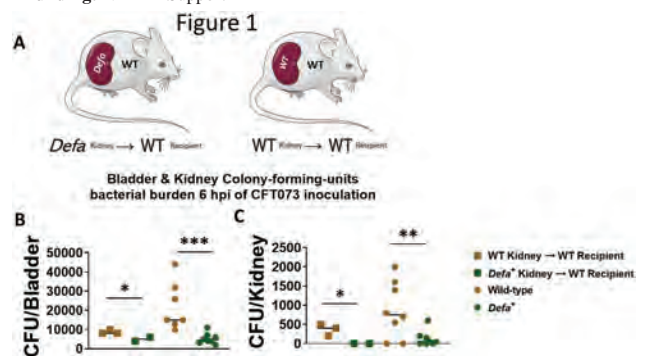 Figure 1
A
Defa
WT
WT
WT
Defa Kidney → WT Recipient
WT Kidney → WT Recipient
Bladder & Kidney Colony-forming-units
bacterial burden 6 hpi of CFT073 inoculation
B
C
CFU/Bladder
50000
40000
30000
20000
10000
0
*
***
CFU/Kidney
2500
2000
1500
1000
500
0
*
**
WT Kidney → WT Recipient
Defa+ Kidney → WT Recipient
Wild-type
Defa+